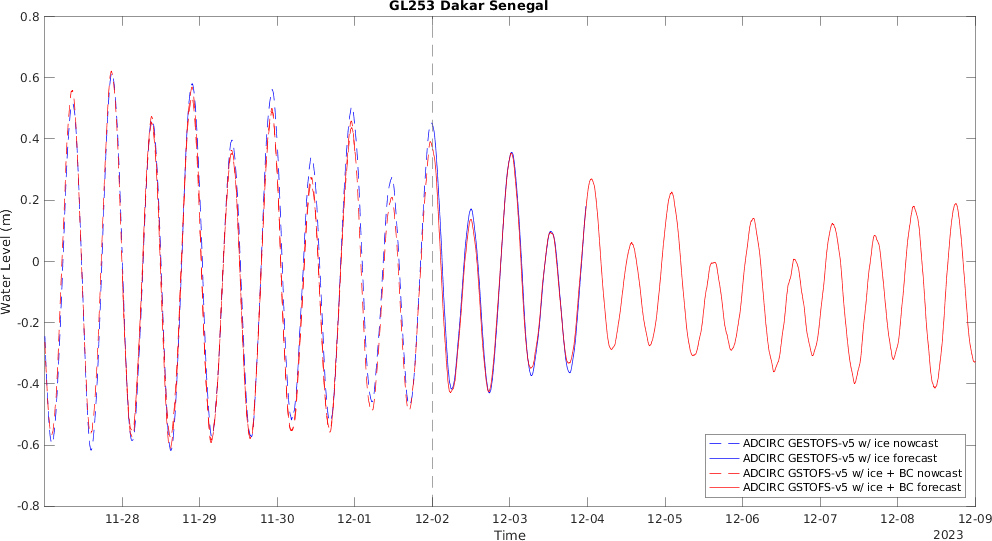 GL253 Dakar Senegal
0.8
0.6
0.4
0.2
0
-0.2
-0.4
-0.6
-0.8
Water Level (m)
11-28 11-29 11-30 12-01 12-02 12-03 12-04 12-05 12-06 12-07 12-08 12-09
Time
2023
ADCIRC GESTOFS-v5 w/ ice nowcast
ADCIRC GESTOFS-v5 w/ ice forecast
ADCIRC GSTOFS-v5 w/ ice + BC nowcast
ADCIRC GSTOFS-v5 w/ ice + BC forecast